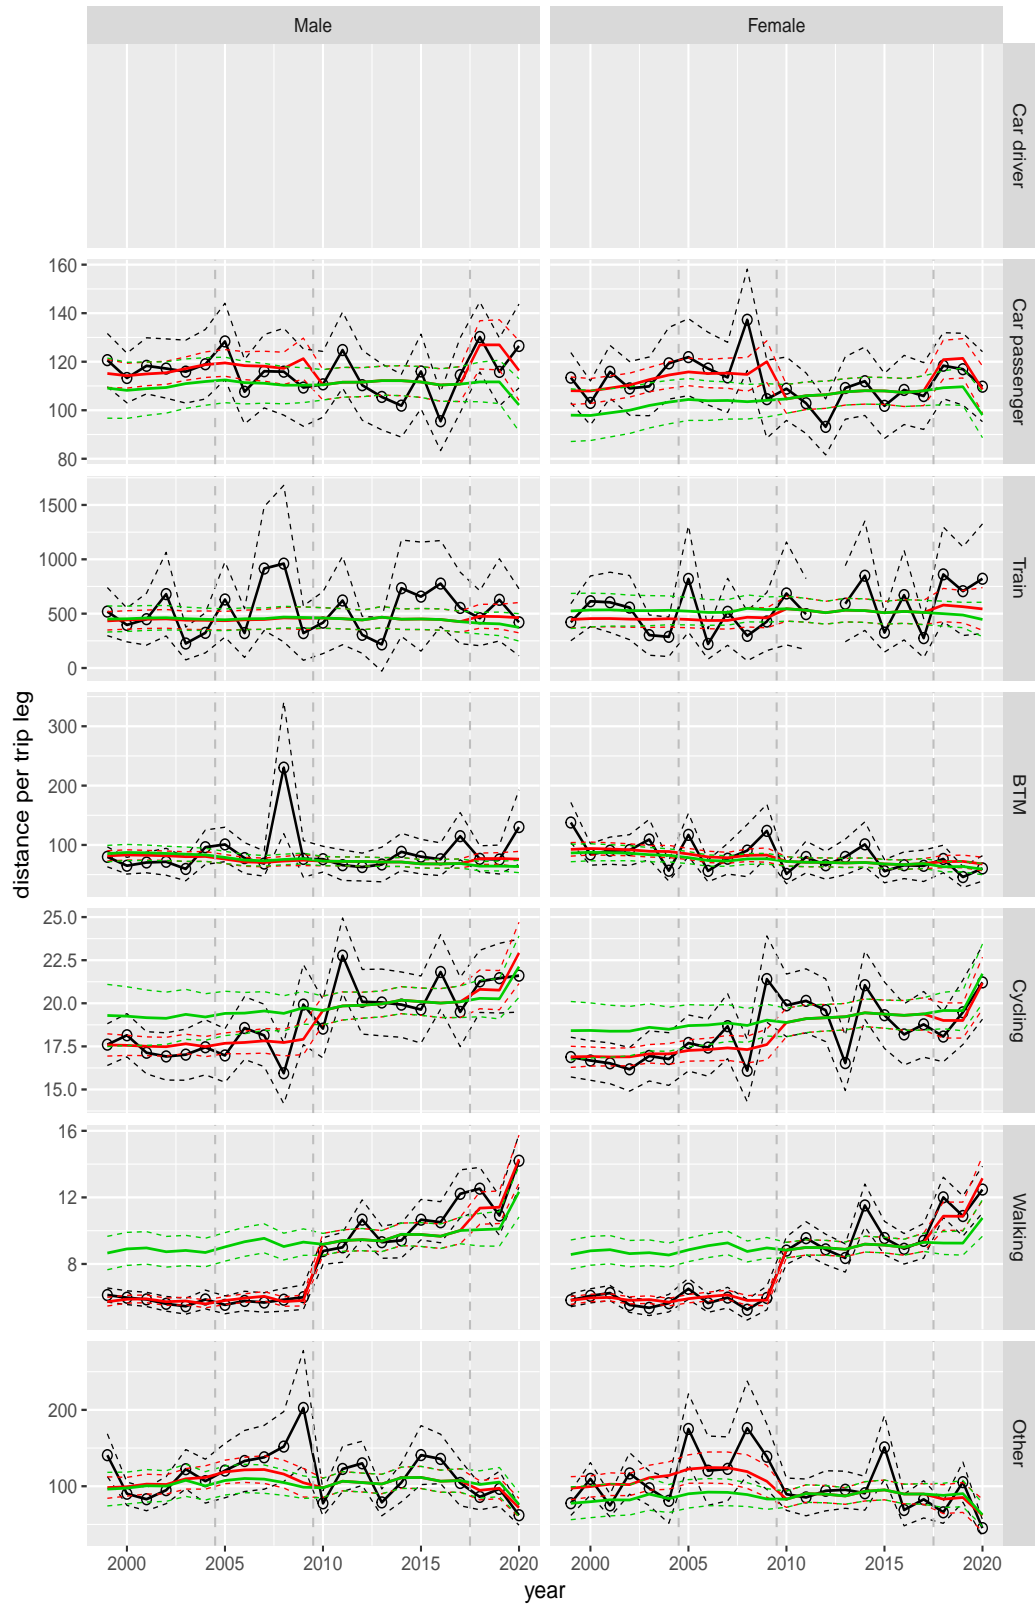 Male Female
Car driver
160
140
120
100
80
Car passenger
1500
1000
500
0
Train
300
200
100
BTM
25.0
22.5
20.0
17.5
15.0
Cycling
16
12
8
Walking
200
100
Other
distance per trip leg
2000 2005 2010 2015 2020 2000 2005 2010 2015 2020
year